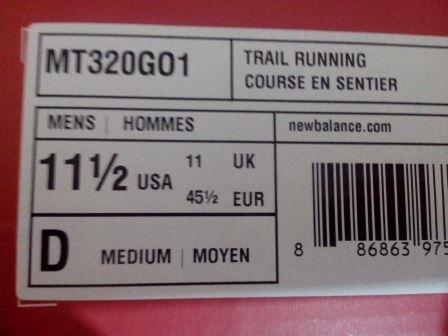 MT320GO1
TRAIL RUNNING
COURSE EN SENTIER
MENS | HOMMES
newbalance.com
11½ USA
11 UK
45½ EUR
D MEDIUM | MOYEN
8 86863 975